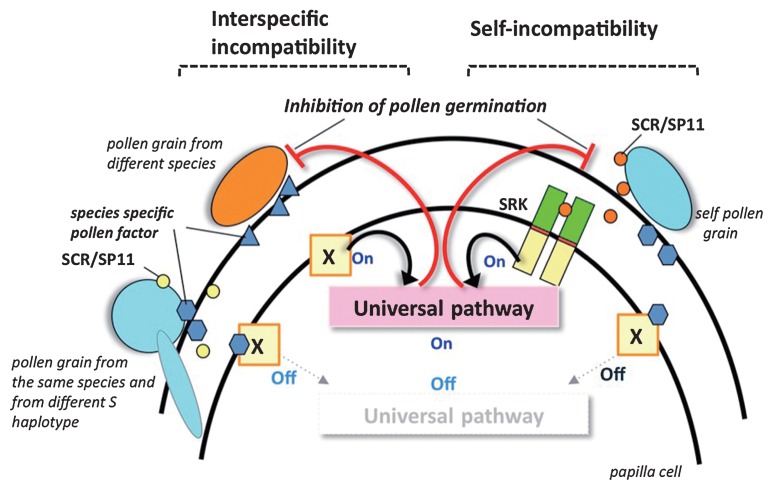 Interspecific
incompatibility
Self-incompatibility
Inhibition of pollen germination
SCR/SP11
pollen grain from
different species
SRK
species specific
pollen factor
self pollen
grain
SCR/SP11
X
On
On
Universal pathway
X
X
On
pollen grain from
the same species and
from different S
haplotype
Off
Off
Off
Universal pathway
papilla cell